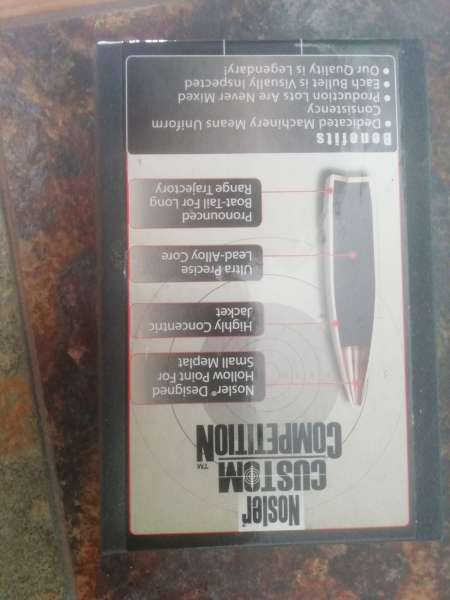 Nosler®
CUSTOM
COMPETITION™
Nosler® Designed
Hollow Point For
Small Meplat
Highly Concentric
Jacket
Ultra Precise
Lead-Alloy Core
Pronounced
Boat-Tail For Long
Range Trajectory
Benefits
• Dedicated Machinery Means Uniform
Consistency
• Production Lots Are Never Mixed
• Each Bullet is Visually Inspected
• Our Quality is Legendary!